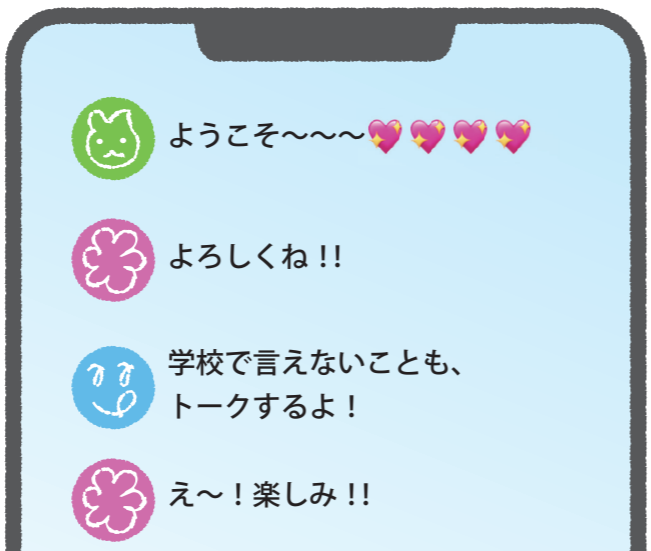 ようこそ〜〜〜💖💖💖💖
よろしくね!!
学校で言えないことも、
トークするよ!
え〜!楽しみ!!